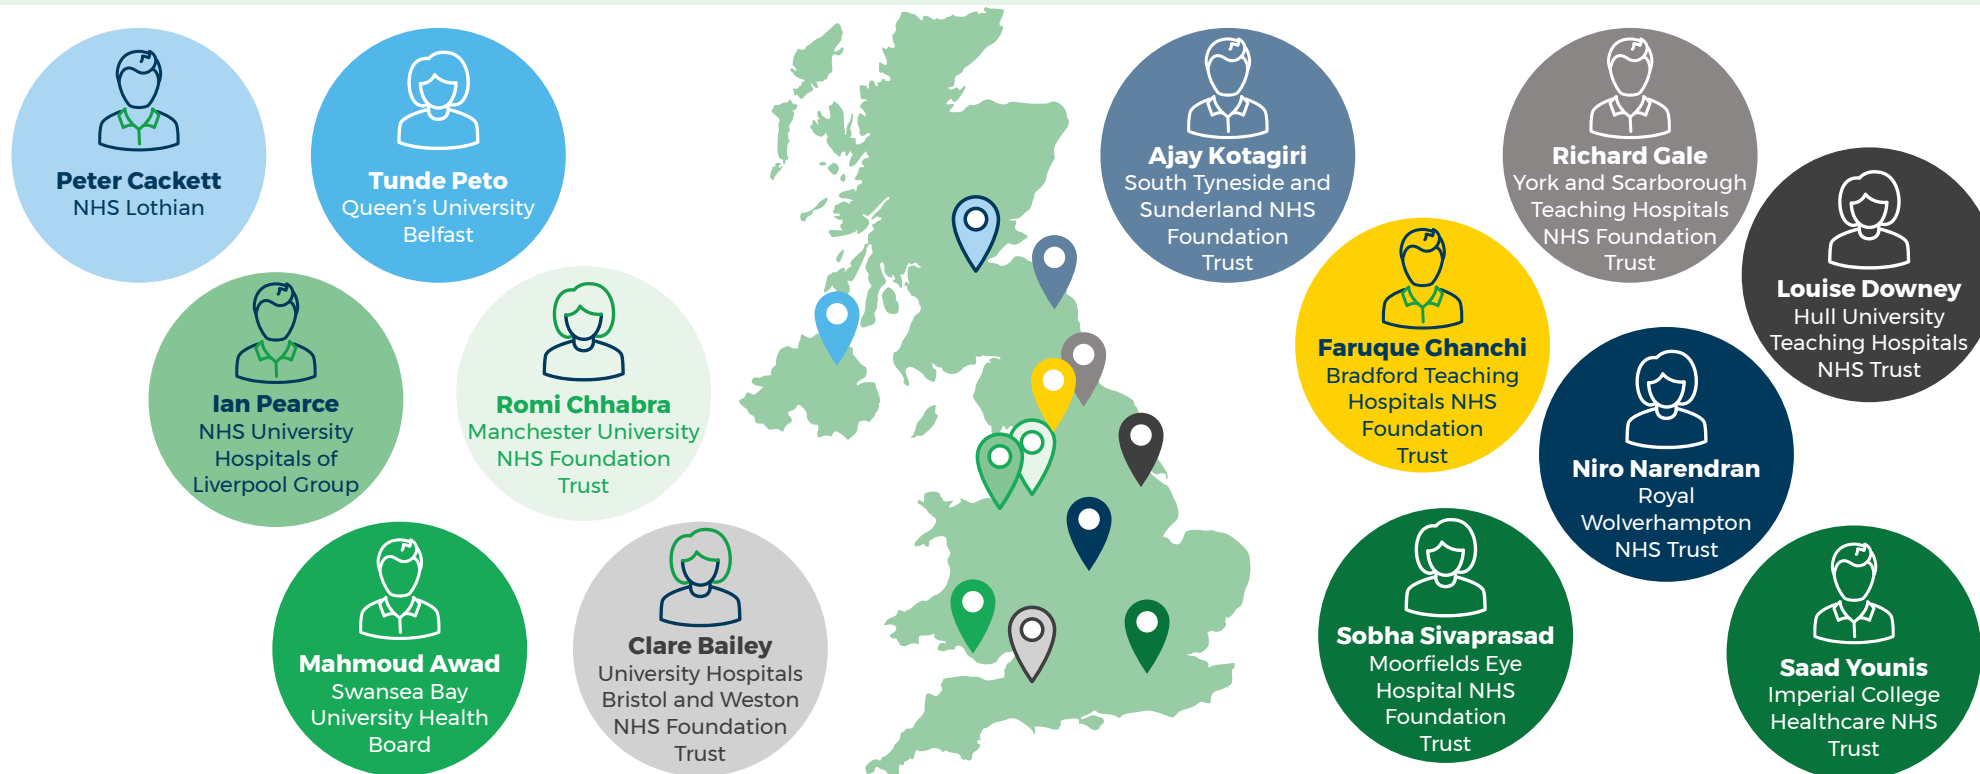 Peter Cackett
NHS Lothian
Tunde Peto
Queen's University
Belfast
Ian Pearce
NHS University
Hospitals of
Liverpool Group
Romi Chhabra
Manchester University
NHS Foundation
Trust
Mahmoud Awad
Swansea Bay
University Health
Board
Clare Bailey
University Hospitals
Bristol and Weston
NHS Foundation
Trust
Ajay Kotagiri
South Tyneside and
Sunderland NHS
Foundation
Trust
Richard Gale
York and Scarborough
Teaching Hospitals
NHS Foundation
Trust
Louise Downey
Hull University
Teaching Hospitals
NHS Trust
Faruque Ghanchi
Bradford Teaching
Hospitals NHS
Foundation
Trust
Niro Narendran
Royal
Wolverhampton
NHS Trust
Sobha Sivaprasad
Moorfields Eye
Hospital NHS
Foundation
Trust
Saad Younis
Imperial College
Healthcare NHS
Trust